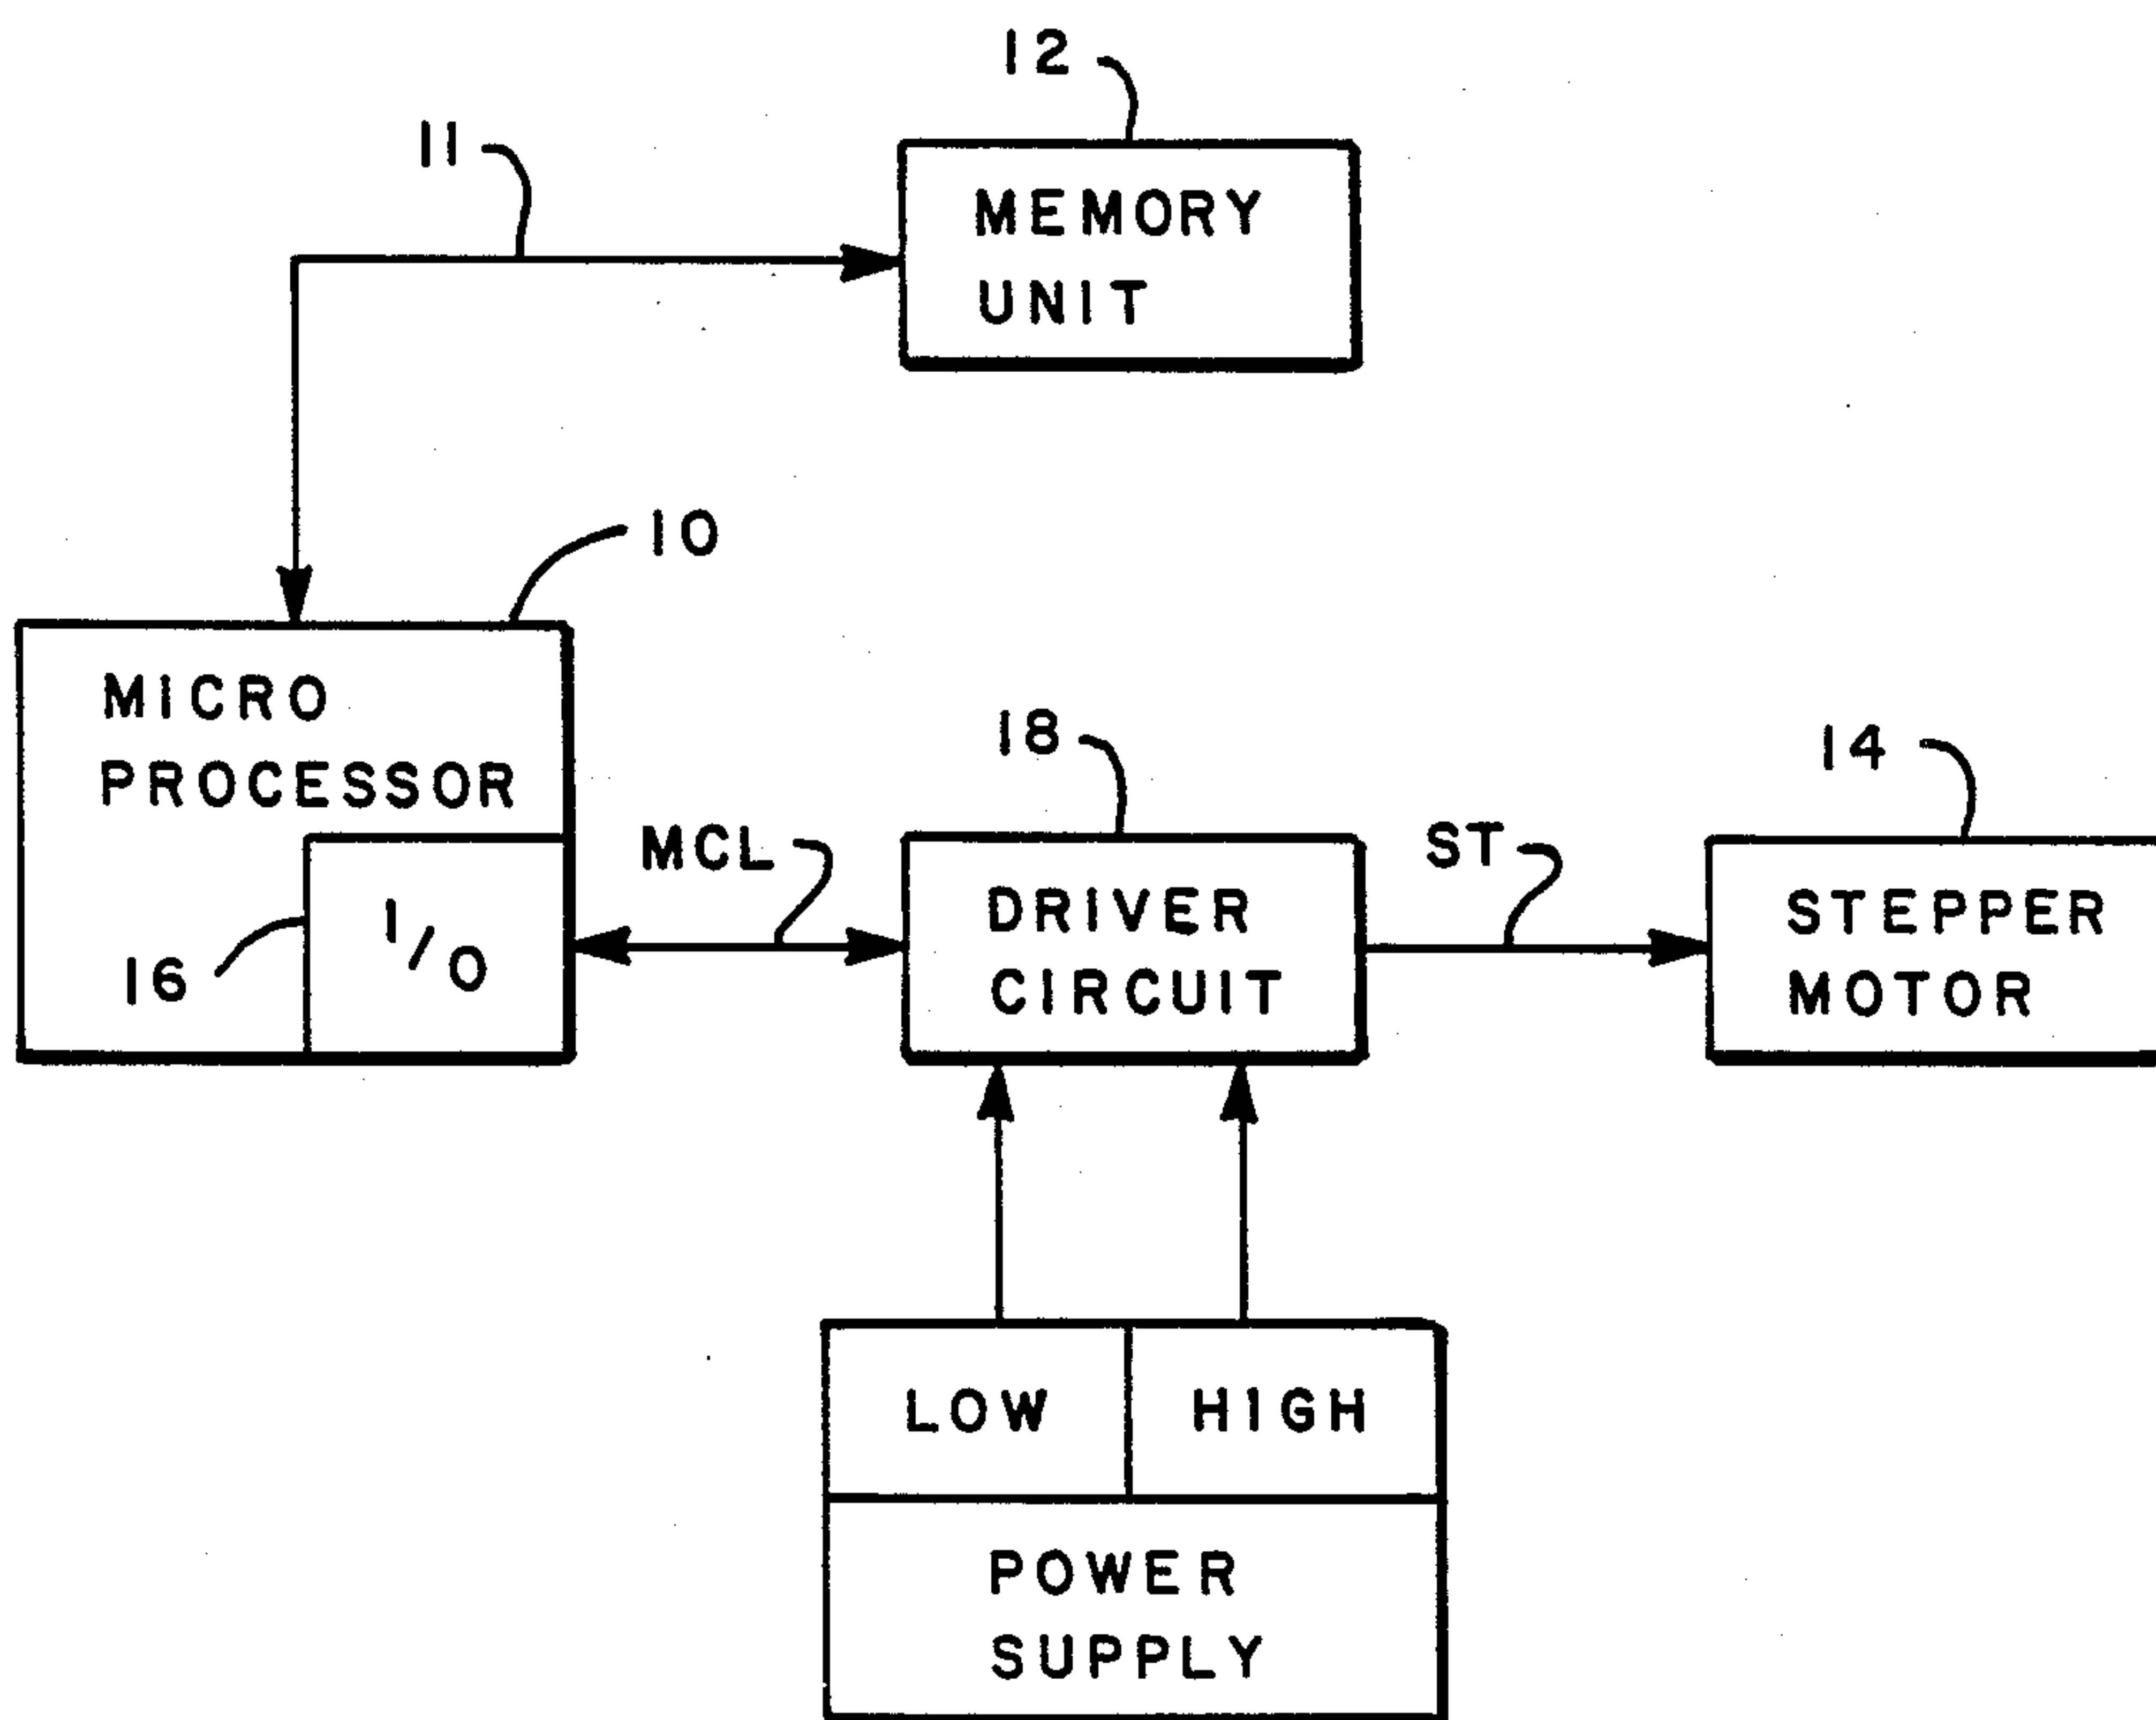 12
11
MEMORY
UNIT
10
MICRO
PROCESSOR
18
14
MCL
ST
I/O
16
DRIVER
CIRCUIT
STEPPER
MOTOR
LOW
HIGH
POWER
SUPPLY